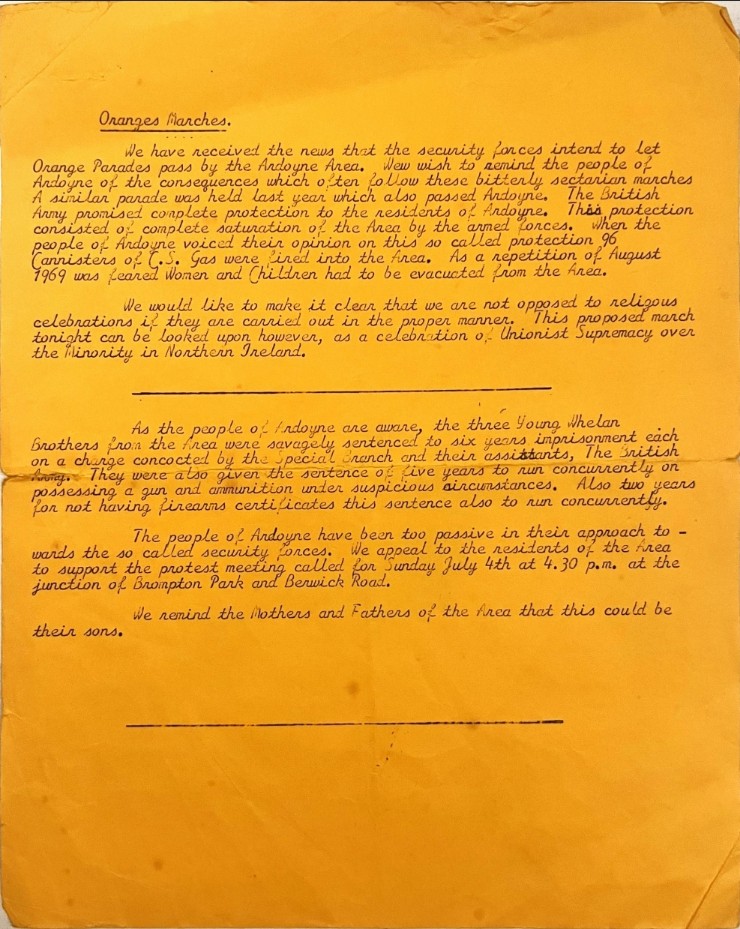 Oranges Marches.
We have received the news that the security forces intend to let
Orange Parades pass by the Ardoyne Area. Wew wish to remind the people of
Ardoyne of the consequences which often follow these bitterly sectarian marches
A similar parade was held last year which also passed Ardoyne. The British
Army promised complete protection to the residents of Ardoyne. This protection
consisted of complete saturation of the Area by the armed forces. When the
people of Ardoyne voiced their opinion on this so called protection 96
Cannisters of C.S. Gas were fired into the Area. As a repetition of August
1969 was feared Women and Children had to be evacuated from the Area.
We would like to make it clear that we are not opposed to religous
celebrations if they are carried out in the proper manner. This proposed march
tonight can be looked upon however, as a celebration of Unionist Supremacy over
the Minority in Northern Ireland.
As the people of Ardoyne are aware, the three Young Whelan
Brothers from the Area were savagely sentenced to six years imprisonment each
on a charge concocted by the Special Branch and their assistants, The British
Army. They were also given the sentence of five years to run concurrently on
possessing a gun and ammunition under suspicious circumstances. Also two years
for not having firearms certificates this sentence also to run concurrently.
The people of Ardoyne have been too passive in their approach to -
wards the so called security forces. We appeal to the residents of the Area
to support the protest meeting called for Sunday July 4th at 4.30 p.m. at the
junction of Brompton Park and Berwick Road.
We remind the Mothers and Fathers of the Area that this could be
their sons.